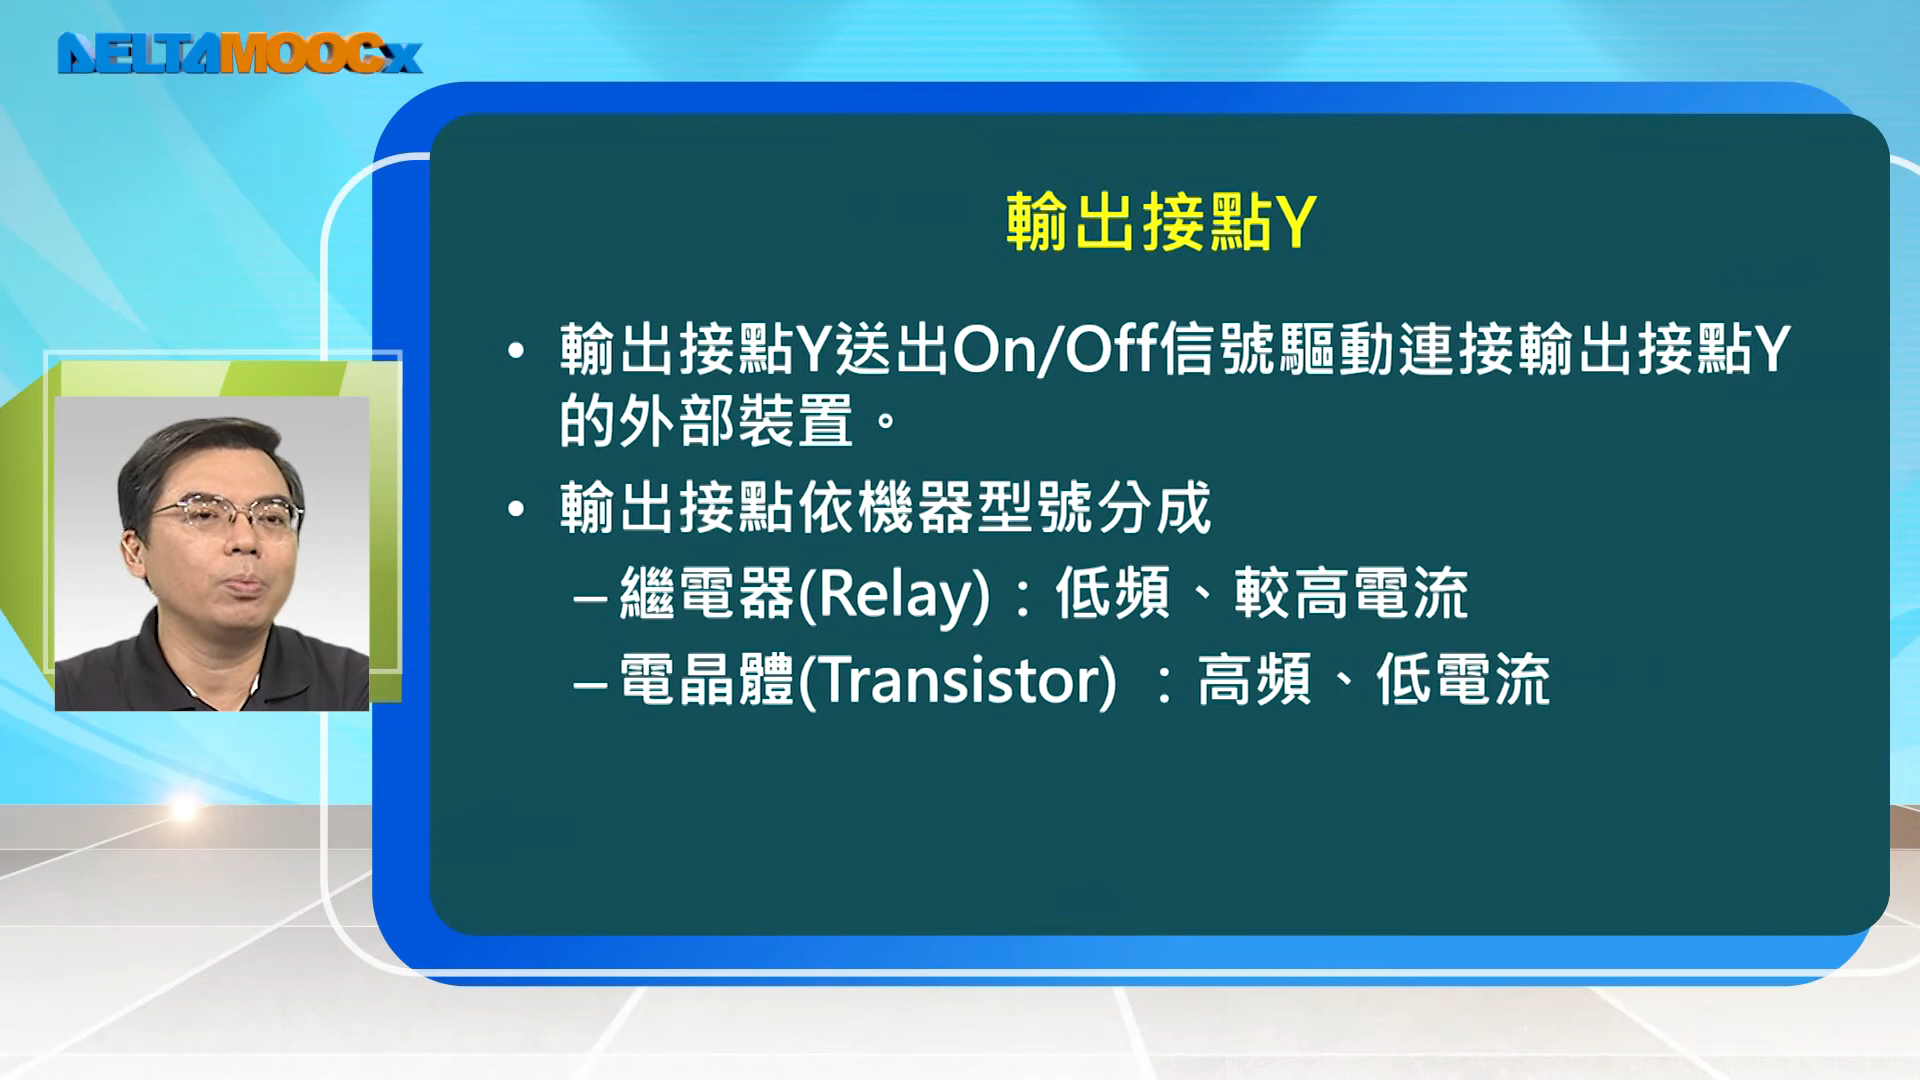 DELTAMOOCx
輸出接點Y
• 輸出接點Y送出On/Off信號驅動連接輸出接點Y
的外部裝置。
• 輸出接點依機器型號分成
–繼電器(Relay):低頻、較高電流
–電晶體(Transistor) :高頻、低電流